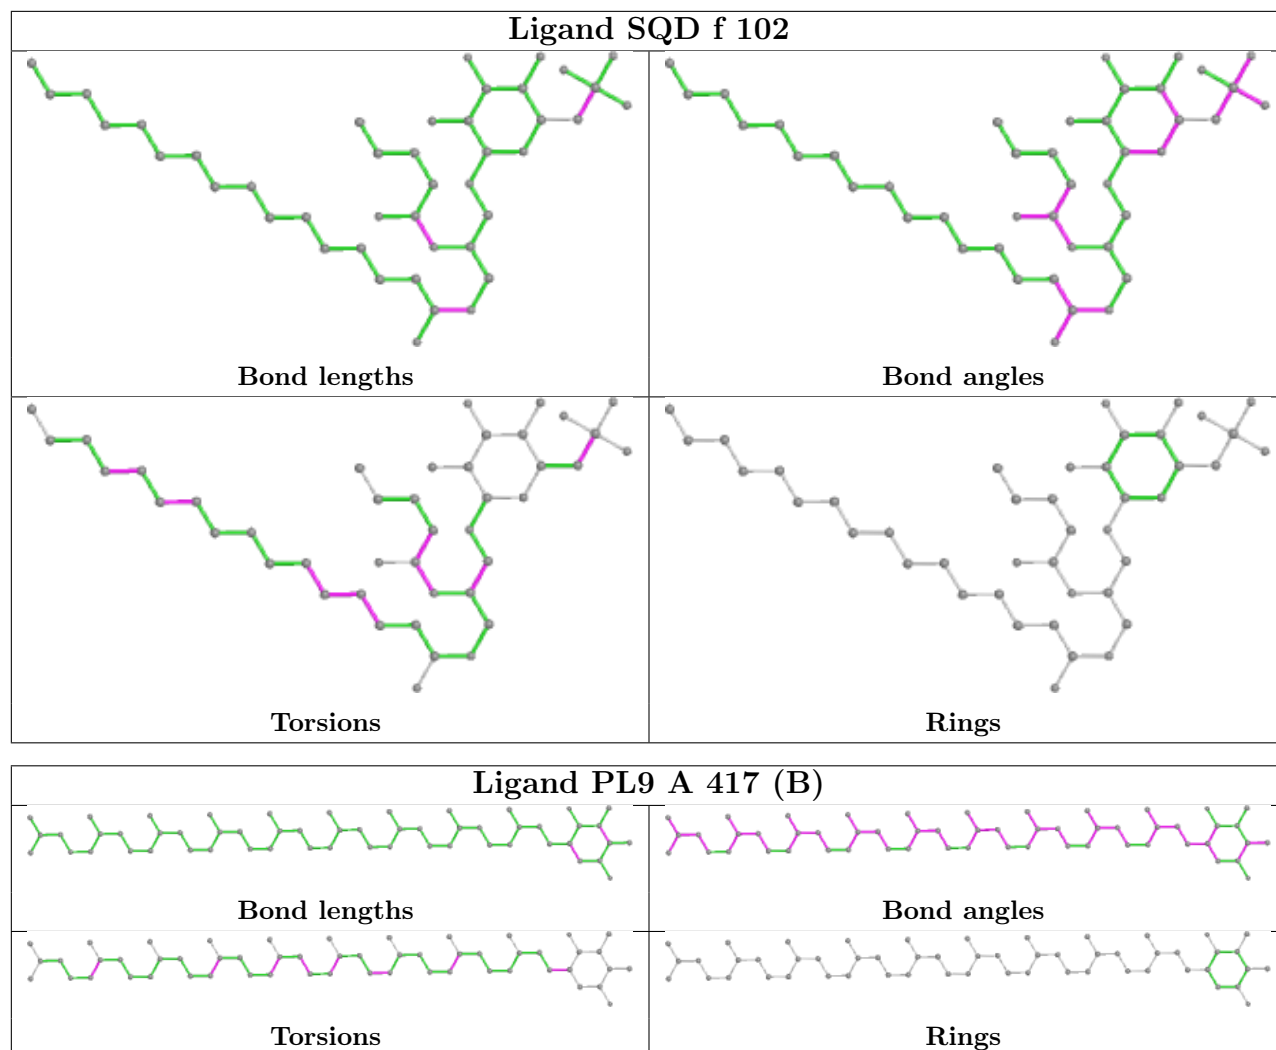 Ligand SQD f 102
Bond lengths
Bond angles
Torsions
Rings
Ligand PL9 A 417 (B)
Bond lengths
Bond angles
Torsions
Rings